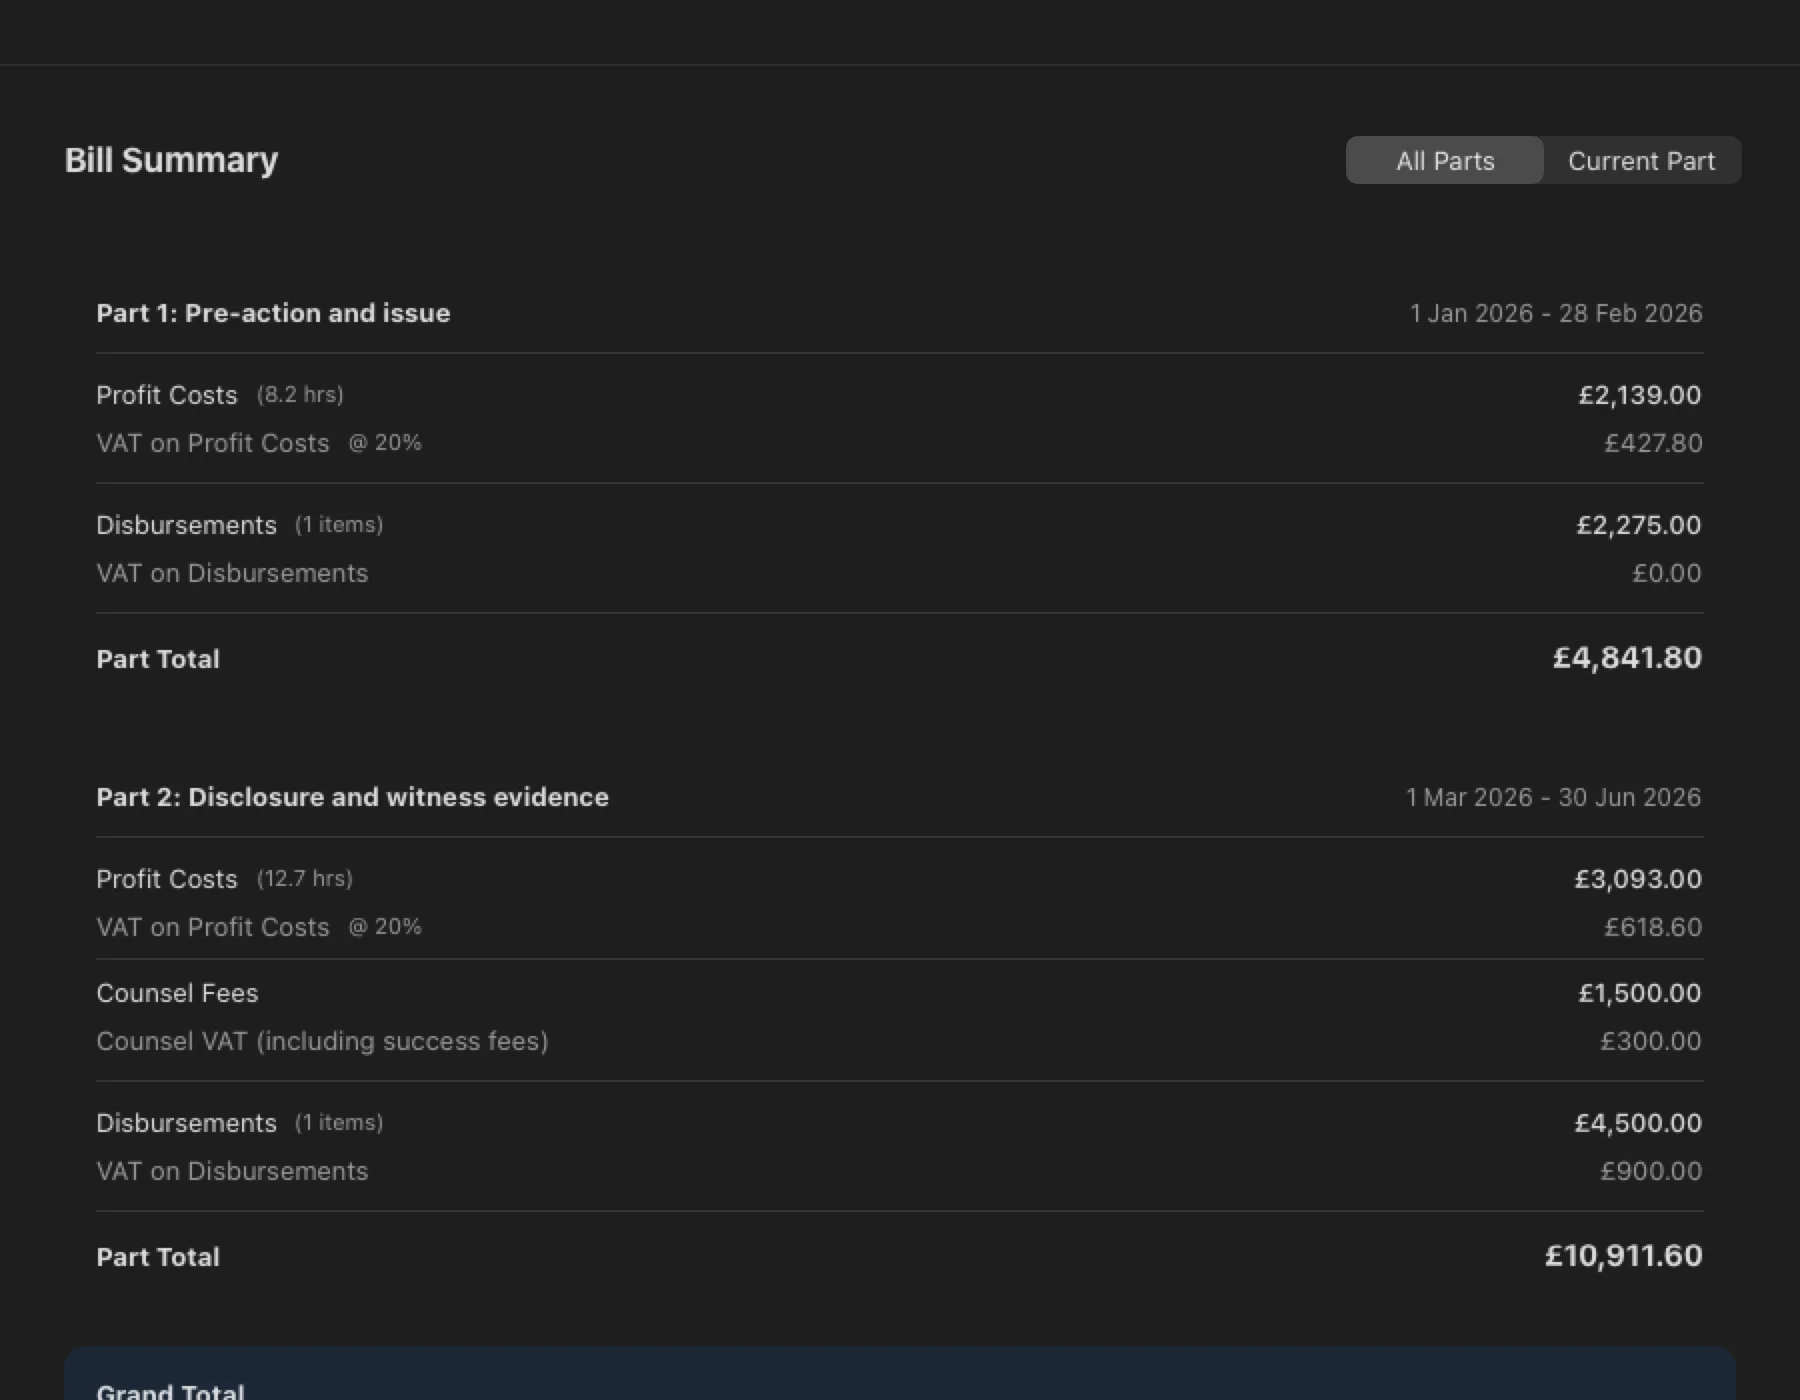 Bill Summary
All Parts Current Part
Part 1: Pre-action and issue 1 Jan 2026 - 28 Feb 2026
Profit Costs (8.2 hrs) £2,139.00
VAT on Profit Costs @ 20% £427.80
Disbursements (1 items) £2,275.00
VAT on Disbursements £0.00
Part Total £4,841.80
Part 2: Disclosure and witness evidence 1 Mar 2026 - 30 Jun 2026
Profit Costs (12.7 hrs) £3,093.00
VAT on Profit Costs @ 20% £618.60
Counsel Fees £1,500.00
Counsel VAT (including success fees) £300.00
Disbursements (1 items) £4,500.00
VAT on Disbursements £900.00
Part Total £10,911.60
Grand Total